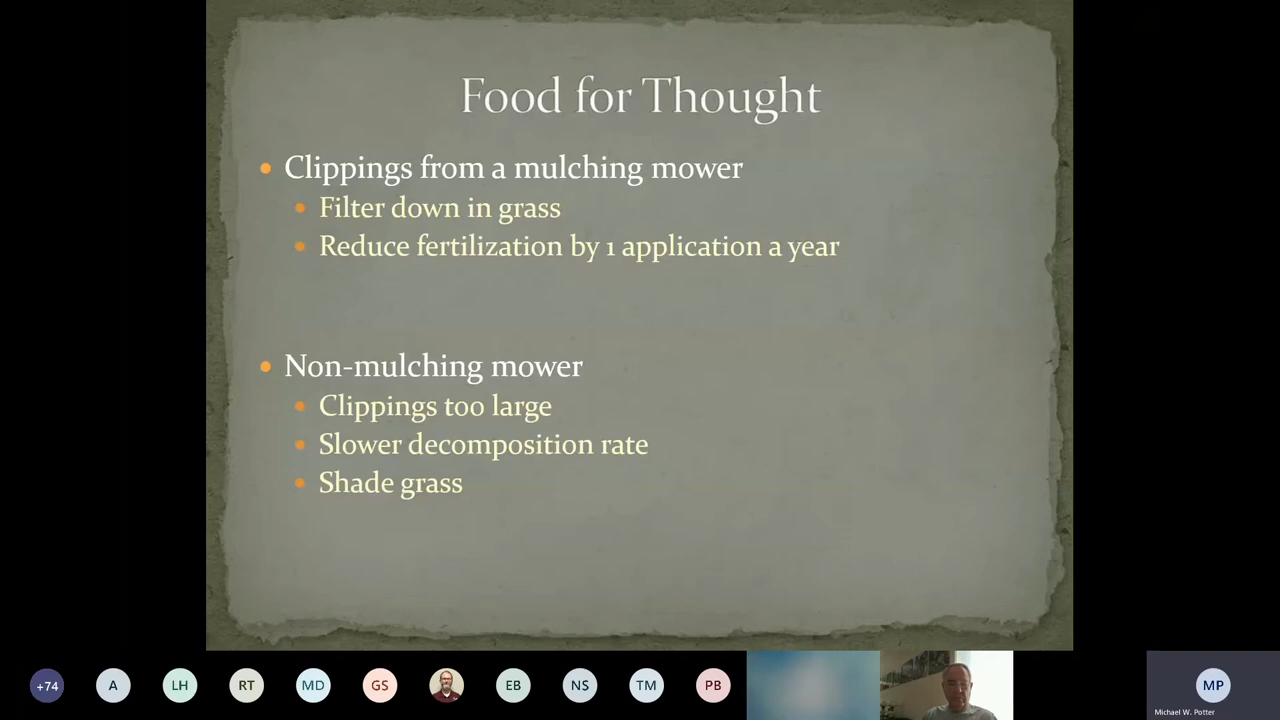 Food for Thought
Clippings from a mulching mower
Filter down in grass
Reduce fertilization by 1 application a year
Non-mulching mower
Clippings too large
Slower decomposition rate
Shade grass
+74
A
LH
RT
MD
GS
EB
NS
TM
PB
MP
Michael W. Potter